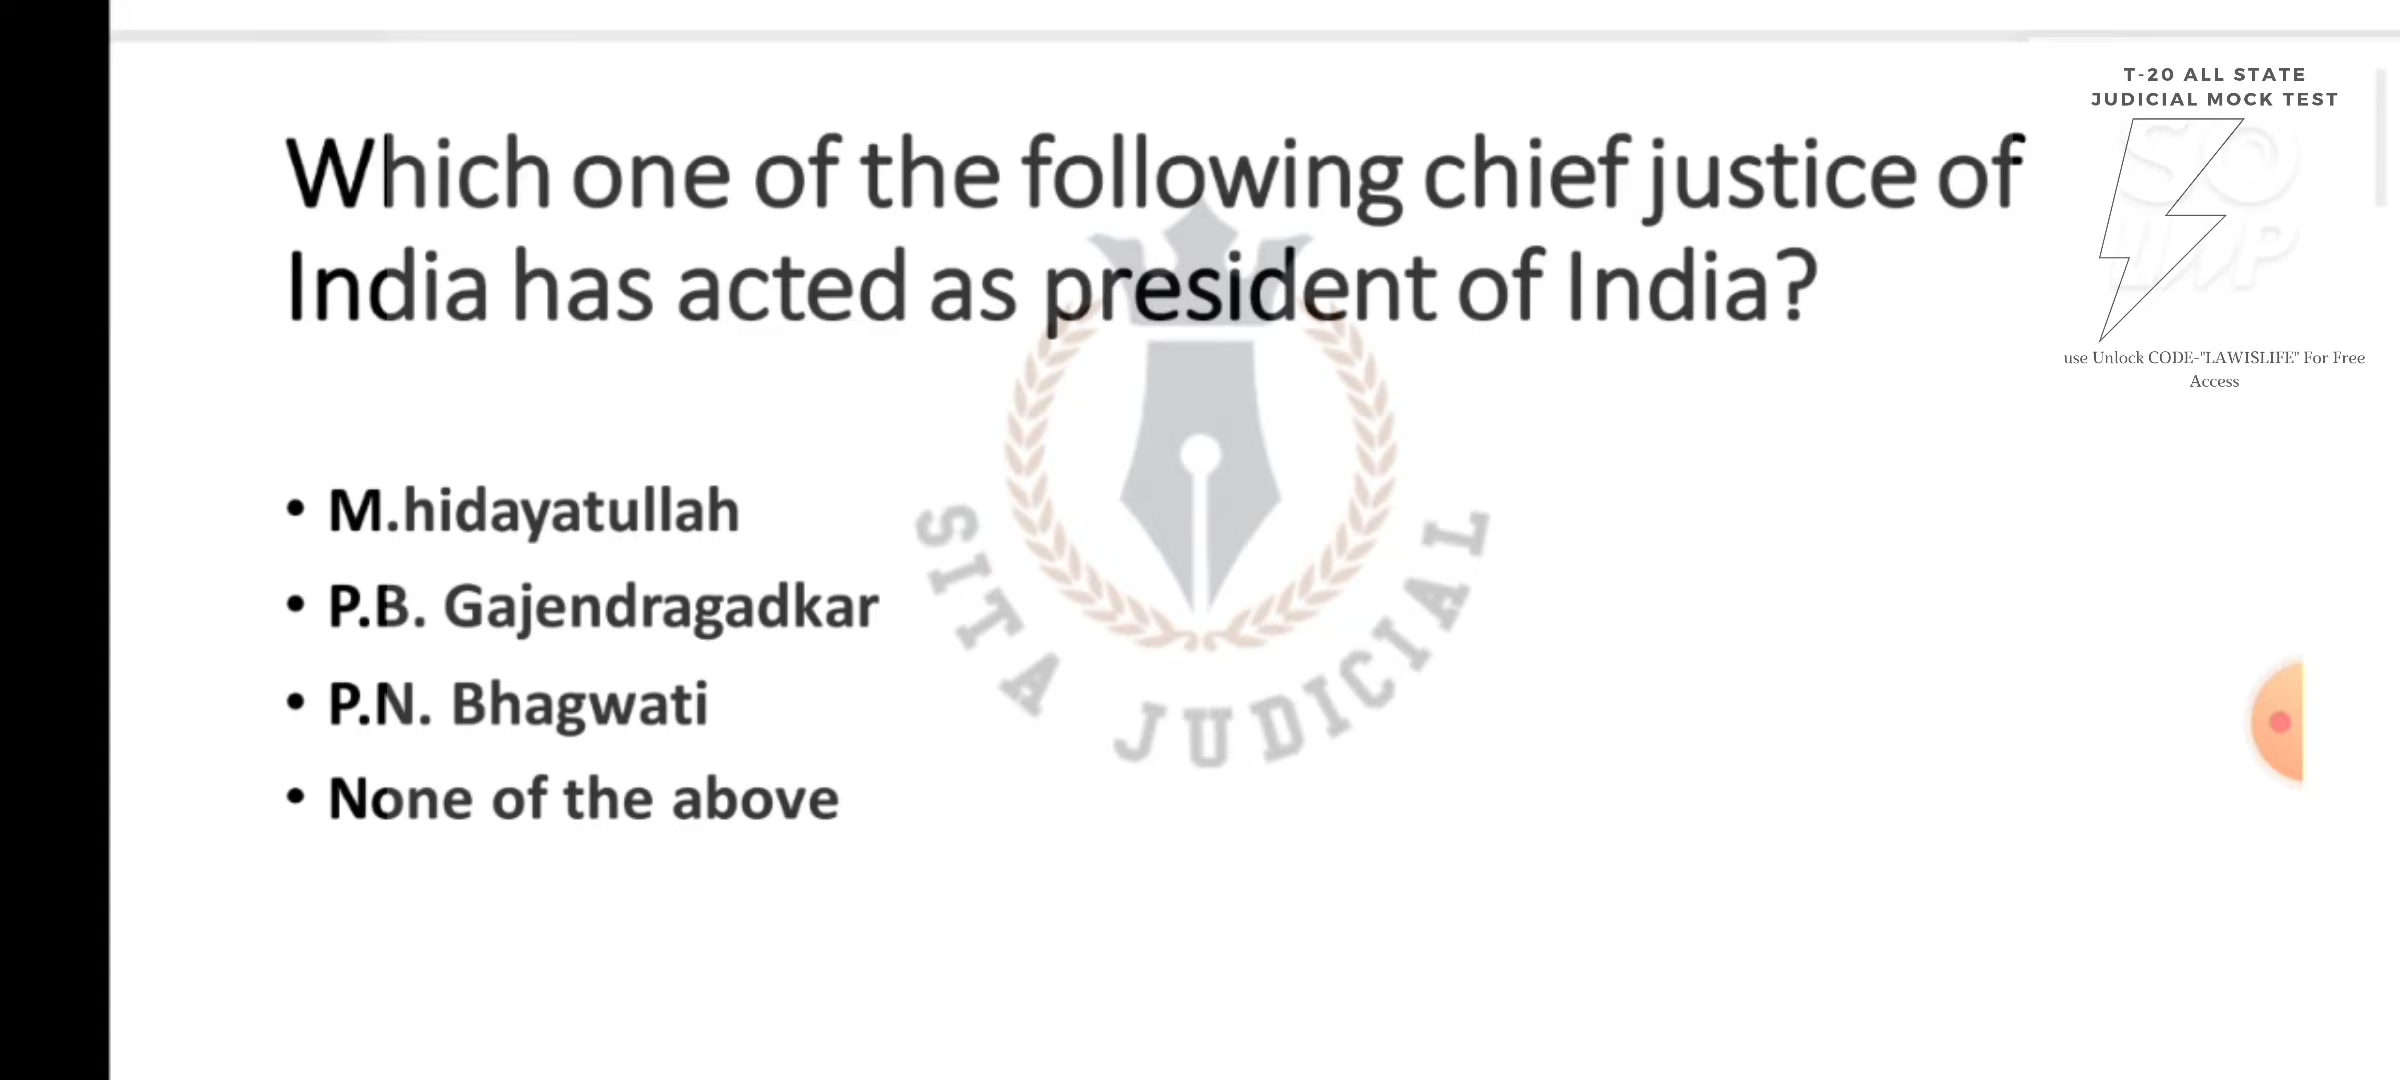 T-20 ALL STATE
JUDICIAL MOCK TEST
Which one of the following chief justice of
India has acted as president of India?
use Unlock CODE-"LAWISLIFE" For Free
Access
• M.hidayatullah
• P.B. Gajendragadkar
• P.N. Bhagwati
• None of the above
SITA JUDICIAL